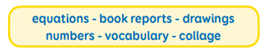 equations - book reports - drawings
numbers - vocabulary - collage